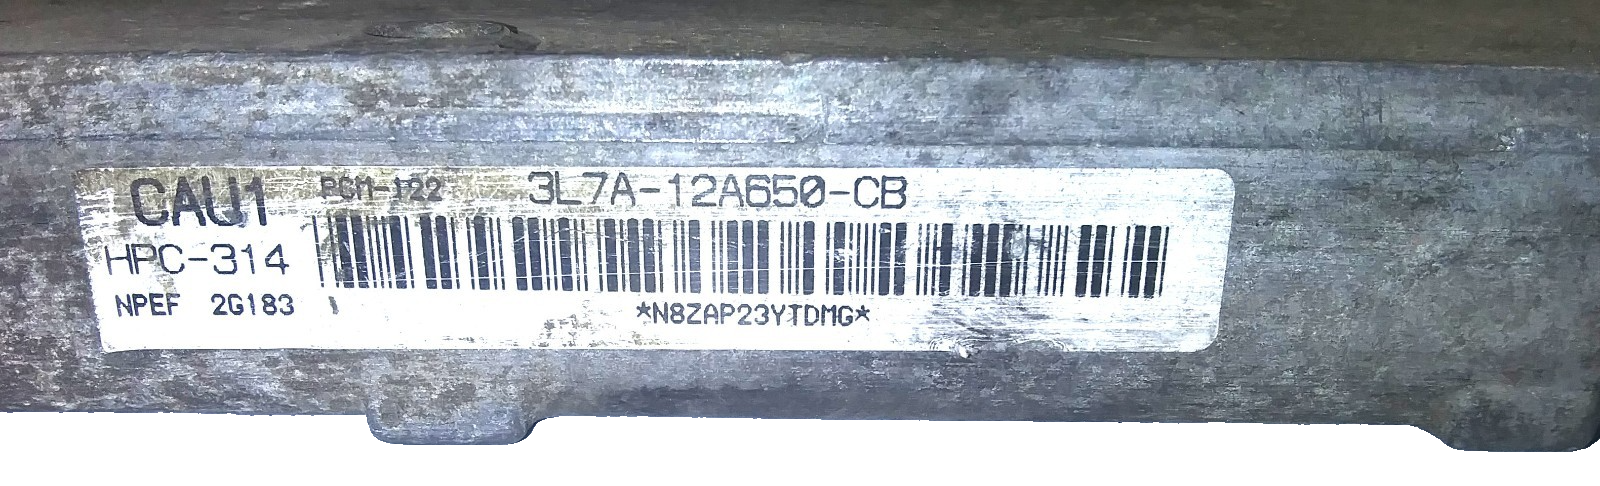 CAU1 PCM-122 3L7A-12A650-CB
HPC-314
NPEF 2G183
*N8ZAP23YTDMG*